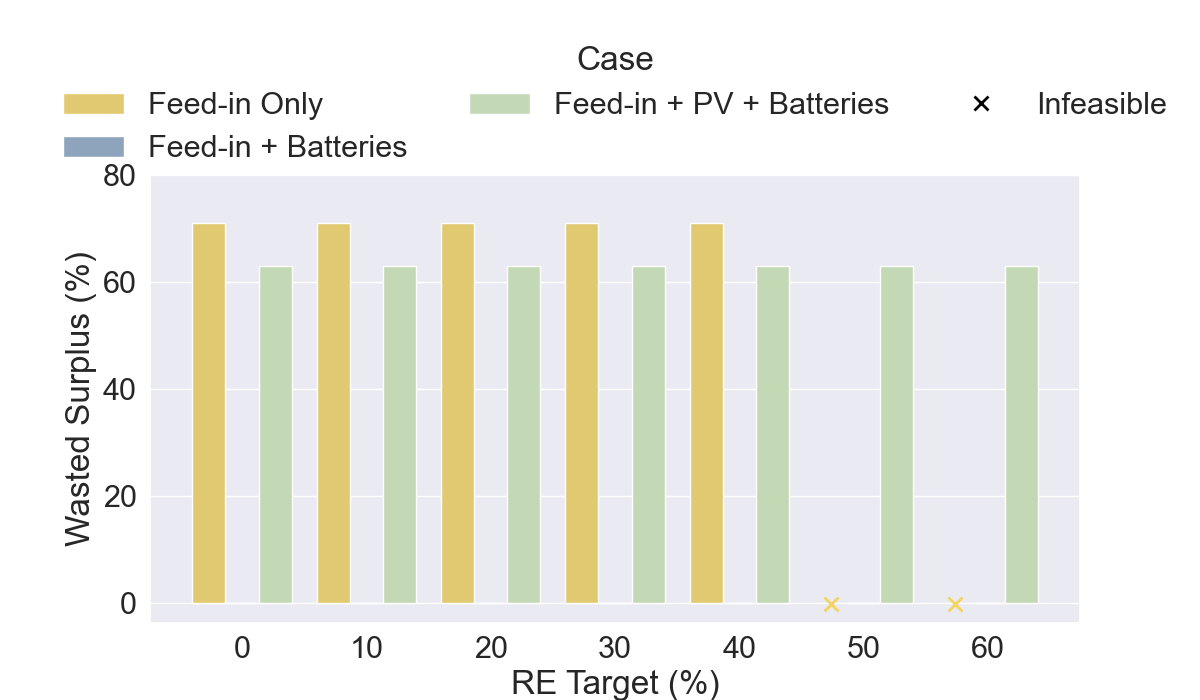 Case
Feed-in Only
Feed-in + Batteries
Feed-in + PV + Batteries
Infeasible
80
60
40
20
0
Wasted Surplus (%)
0 10 20 30 40 50 60
RE Target (%)